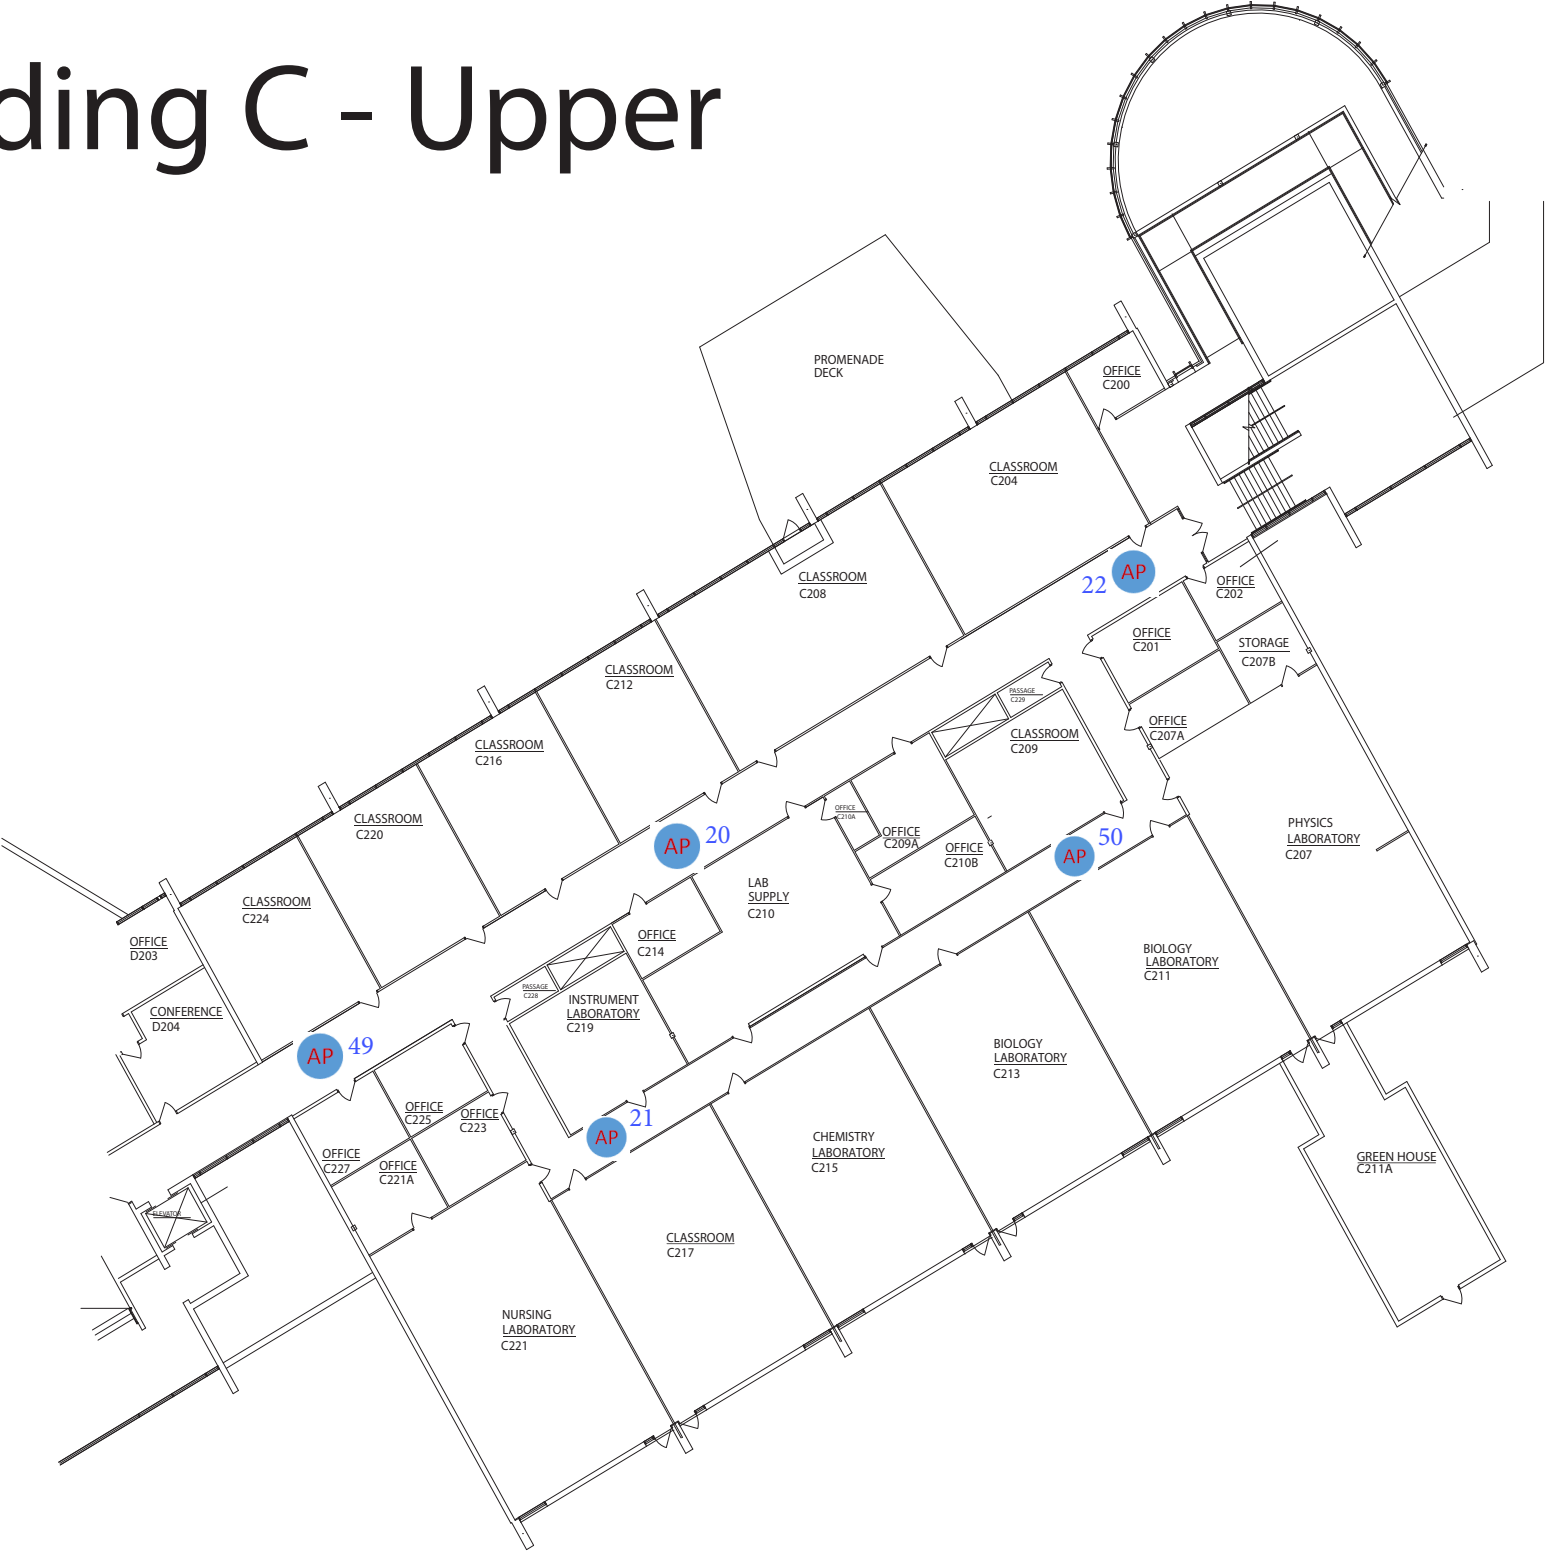 ding C - Upper
PROMENADE
DECK
OFFICE
C200
CLASSROOM
C204
CLASSROOM
C208
22
AP
OFFICE
C202
OFFICE
C201
STORAGE
C207B
CLASSROOM
C212
PASSAGE
C229
OFFICE
C207A
CLASSROOM
C209
CLASSROOM
C216
CLASSROOM
C220
AP
20
OFFICE
C210A
OFFICE
C209A
OFFICE
C210B
AP
50
PHYSICS
LABORATORY
C207
CLASSROOM
C224
LAB
SUPPLY
C210
OFFICE
D203
OFFICE
C214
BIOLOGY
LABORATORY
C211
PASSAGE
C228
INSTRUMENT
LABORATORY
C219
CONFERENCE
D204
AP
49
BIOLOGY
LABORATORY
C213
OFFICE
C225
OFFICE
C223
AP
21
CHEMISTRY
LABORATORY
C215
OFFICE
C227
OFFICE
C221A
GREEN HOUSE
C211A
ELEVATOR
CLASSROOM
C217
NURSING
LABORATORY
C221